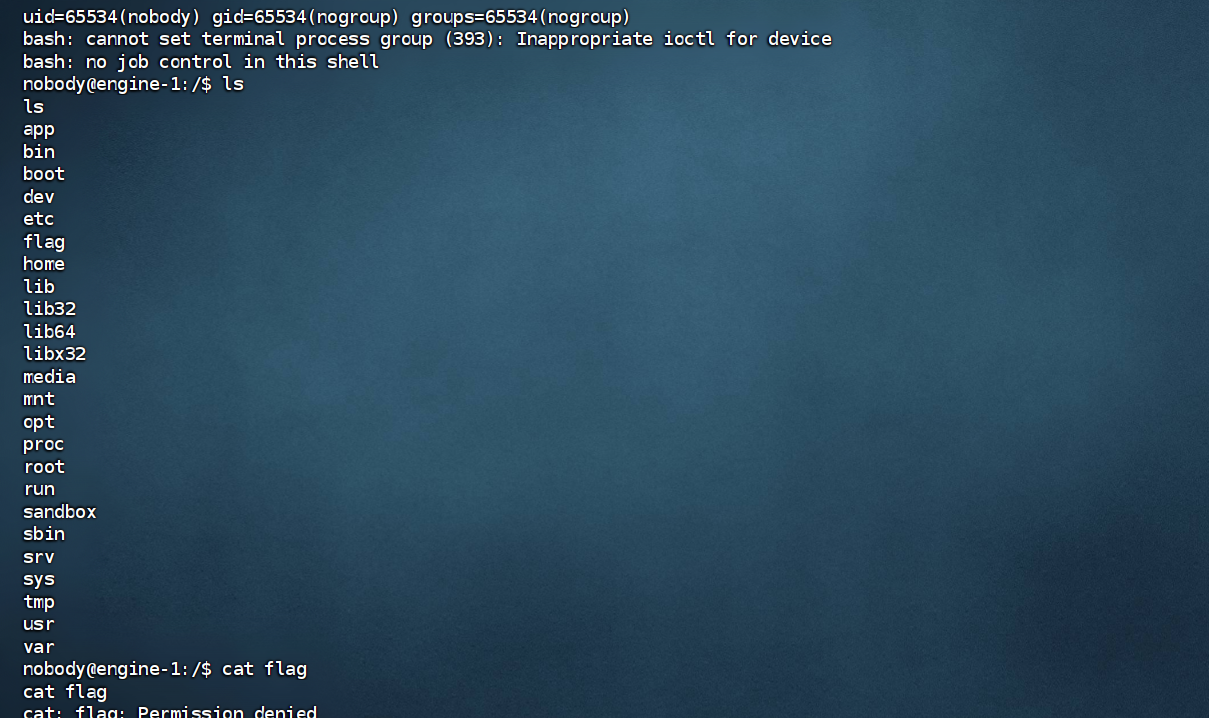 uid=65534(nobody) gid=65534(nogroup) groups=65534(nogroup)
bash: cannot set terminal process group (393): Inappropriate ioctl for device
bash: no job control in this shell
nobody@engine-1:/$ ls
ls
app
bin
boot
dev
etc
flag
home
lib
lib32
lib64
libx32
media
mnt
opt
proc
root
run
sandbox
sbin
srv
sys
tmp
usr
var
nobody@engine-1:/$ cat flag
cat flag
cat: flag: Permission denied